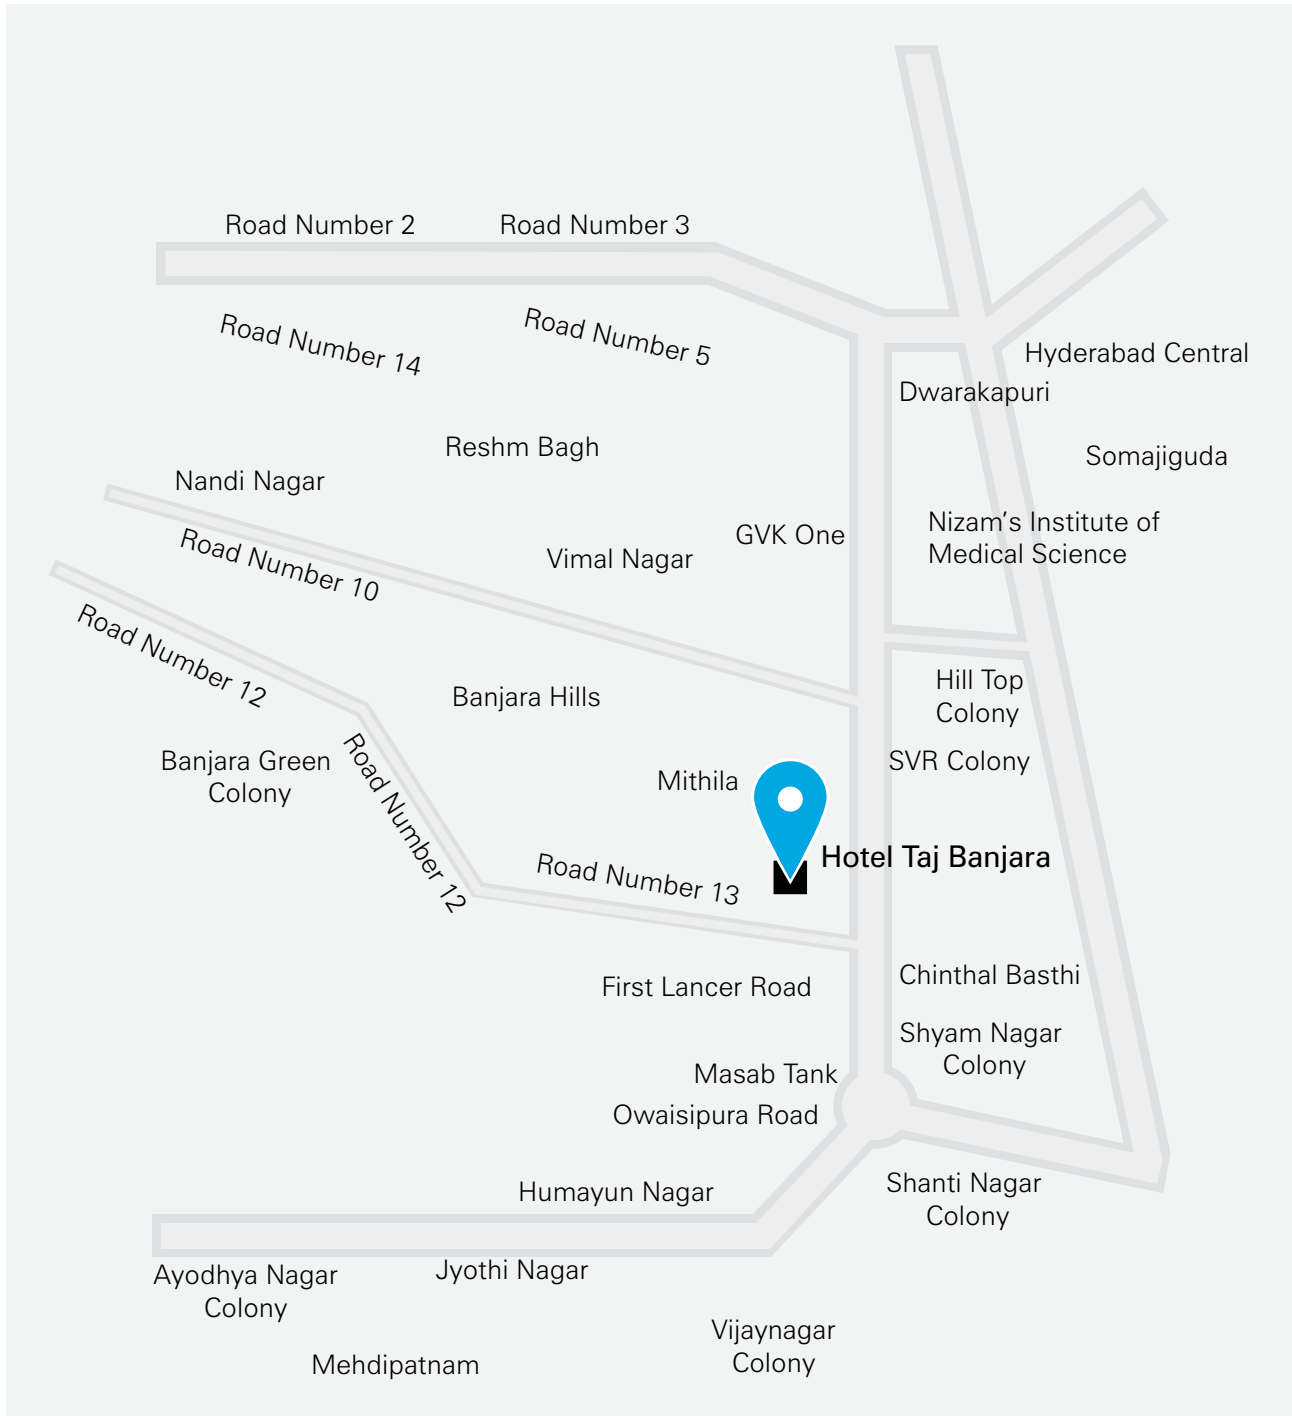 Road Number 2
Road Number 3
Road Number 14
Road Number 5
Hyderabad Central
Dwarakapuri
Reshm Bagh
Somajiguda
Nandi Nagar
Nizam’s Institute of
Medical Science
GVK One
Road Number 10
Vimal Nagar
Road Number 12
Banjara Hills
Hill Top
Colony
Banjara Green
Colony
Road Number 12
Mithila
SVR Colony
Hotel Taj Banjara
Road Number 13
First Lancer Road
Chinthal Basthi
Shyam Nagar
Colony
Masab Tank
Owaisipura Road
Humayun Nagar
Shanti Nagar
Colony
Ayodhya Nagar
Colony
Jyothi Nagar
Vijaynagar
Colony
Mehdipatnam